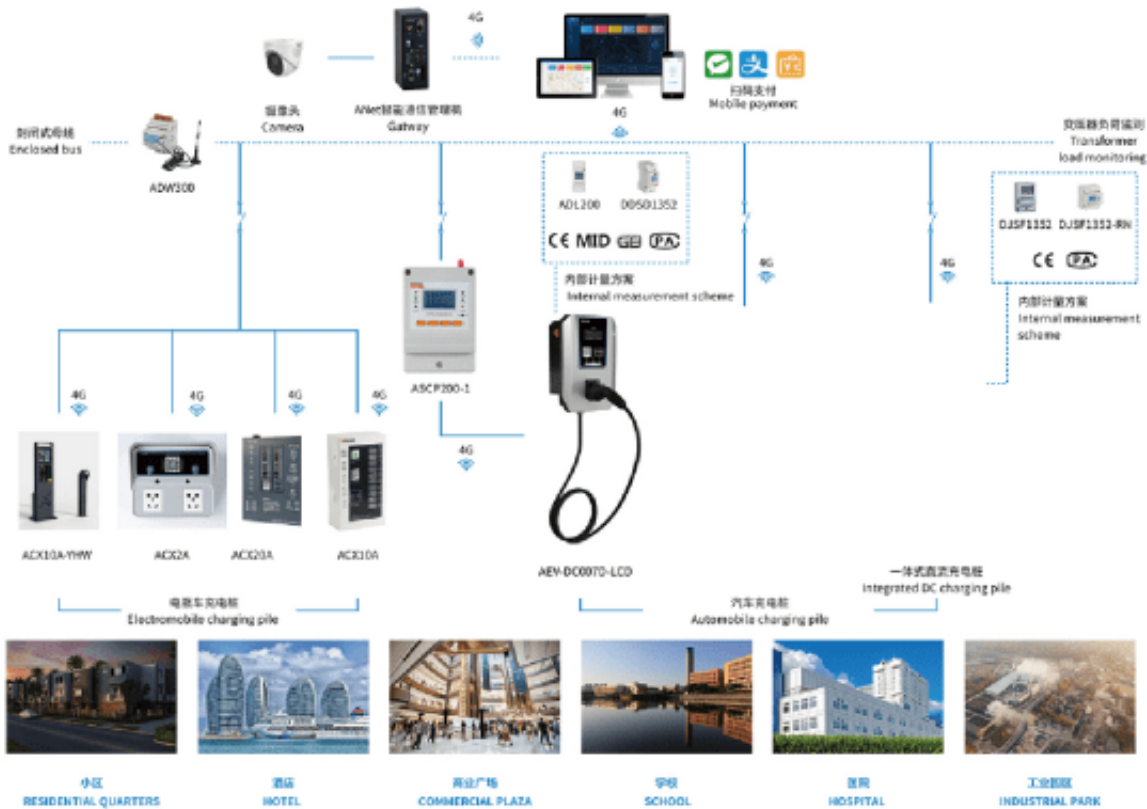 4G
摄像头
Camera
ANet智能通信管理机
Gatway
扫码支付
Mobile payment
4G
封闭式母线
Enclosed bus
ADW300
变压器负荷监测
Transformer
load monitoring
ADL200 DDSD1352
CE MID PA
内部计量方案
Internal measurement scheme
DJSF1352 DJSF1352-RN
CE PA
内部计量方案
Internal measurement
scheme
4G
4G
ASCP200-1
4G
4G
4G
4G
4G
ACX10A-YHW
ACX2A
ACX20A
ACX10A
AEV-DC007D-LCD
电瓶车充电桩
Electromobile charging pile
一体式直流充电桩
Integrated DC charging pile
汽车充电桩
Automobile charging pile
小区
RESIDENTIAL QUARTERS
酒店
HOTEL
商业广场
COMMERCIAL PLAZA
学校
SCHOOL
医院
HOSPITAL
工业园区
INDUSTRIAL PARK